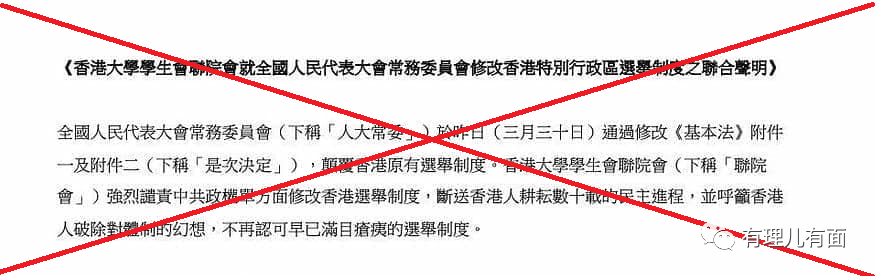 《香港大學學生會聯院會就全國人民代表大會常務委員會修改香港特別行政區選舉制度之聯合聲明》
全國人民代表大會常務委員會（下稱「人大常委」）於昨日（三月三十日）通過修改《基本法》附件
一及附件二（下稱「是次決定」），顛覆香港原有選舉制度。香港大學學生會聯院會（下稱「聯院
會」）強烈譴責中共政權單方面修改香港選舉制度，斷送香港人耕耘數十載的民主進程，並呼籲香港
人破除對體制的幻想，不再認可早已滿目瘡痍的選舉制度。
有理儿有面